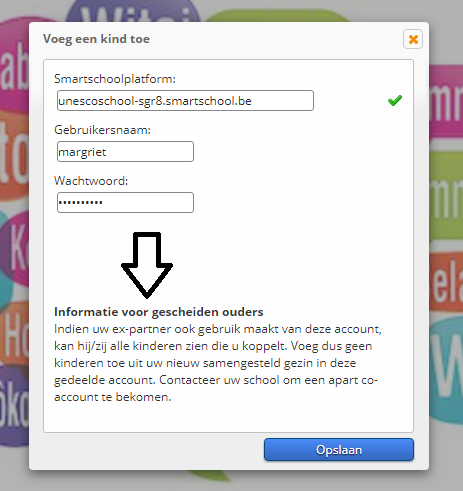 Witaj
Voeg een kind toe
Smartschoolplatform:
unescoschool-sgr8.smartschool.be
Gebruikersnaam:
margriet
Wachtwoord:
••••••••••
Informatie voor gescheiden ouders
Indien uw ex-partner ook gebruik maakt van deze account,
kan hij/zij alle kinderen zien die u koppelt. Voeg dus geen
kinderen toe uit uw nieuw samengesteld gezin in deze
gedeelde account. Contacteer uw school om een apart co-
account te bekomen.
Opslaan